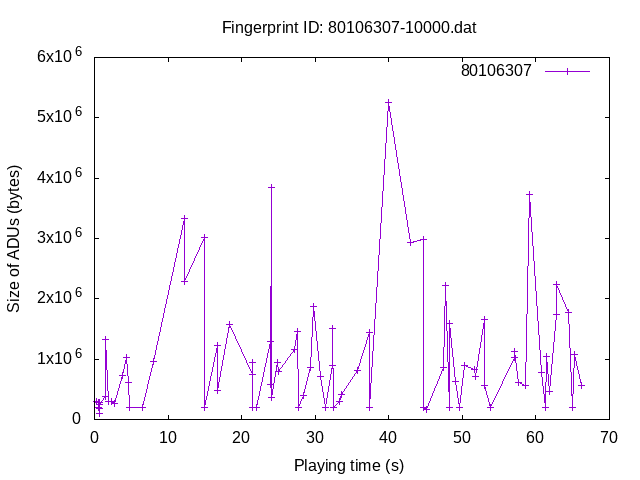 Fingerprint ID: 80106307-10000.dat
80106307
6x10^6
5x10^6
4x10^6
3x10^6
2x10^6
1x10^6
0
Size of ADUs (bytes)
0 10 20 30 40 50 60 70
Playing time (s)